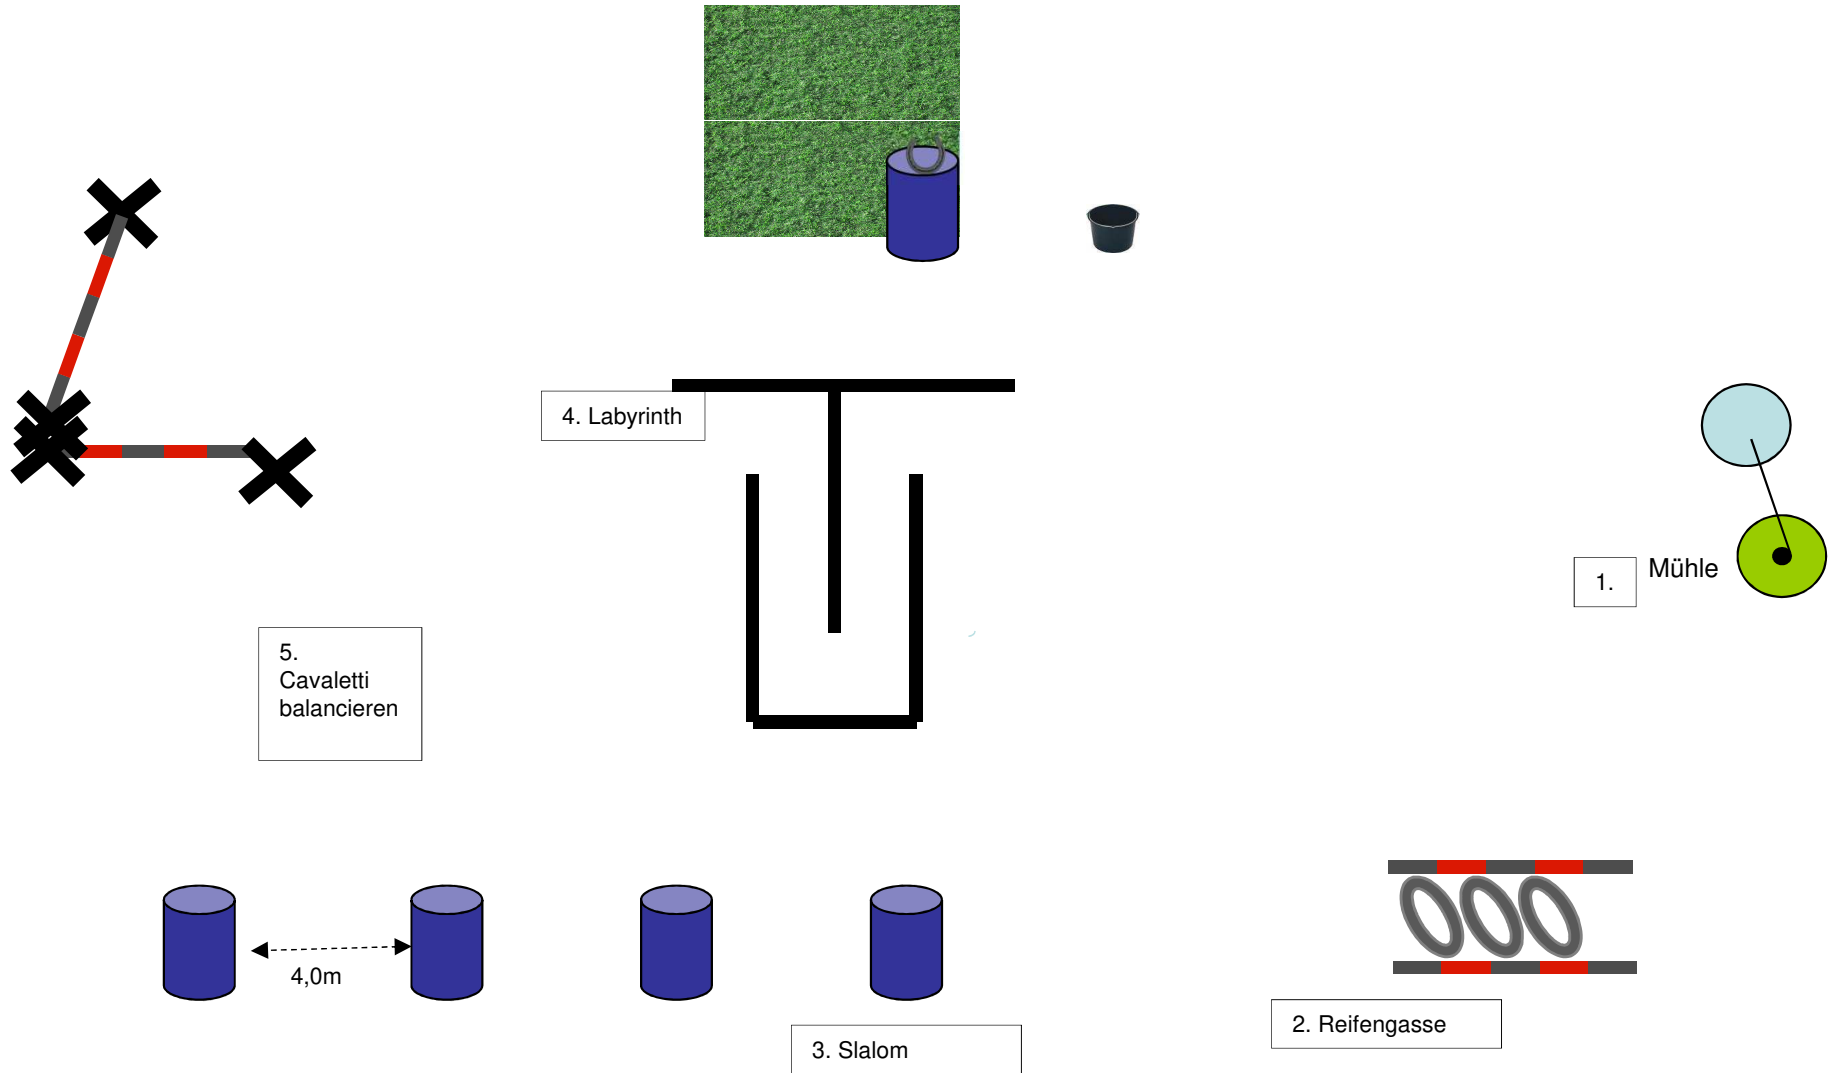 4. Labyrinth
1.
Mühle
5.
Cavaletti
balancieren
4,0m
2. Reifengasse
3. Slalom